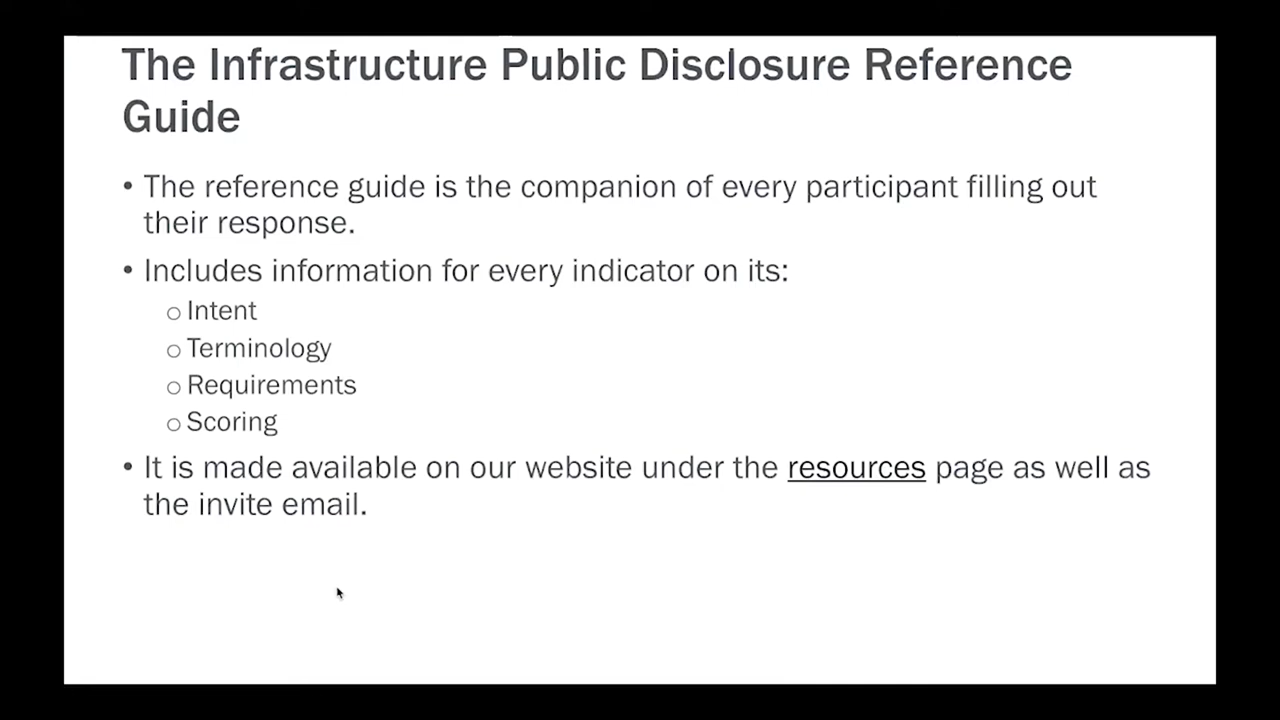 The Infrastructure Public Disclosure Reference
Guide
• The reference guide is the companion of every participant filling out
their response.
• Includes information for every indicator on its:
○ Intent
○ Terminology
○ Requirements
○ Scoring
• It is made available on our website under the resources page as well as
the invite email.